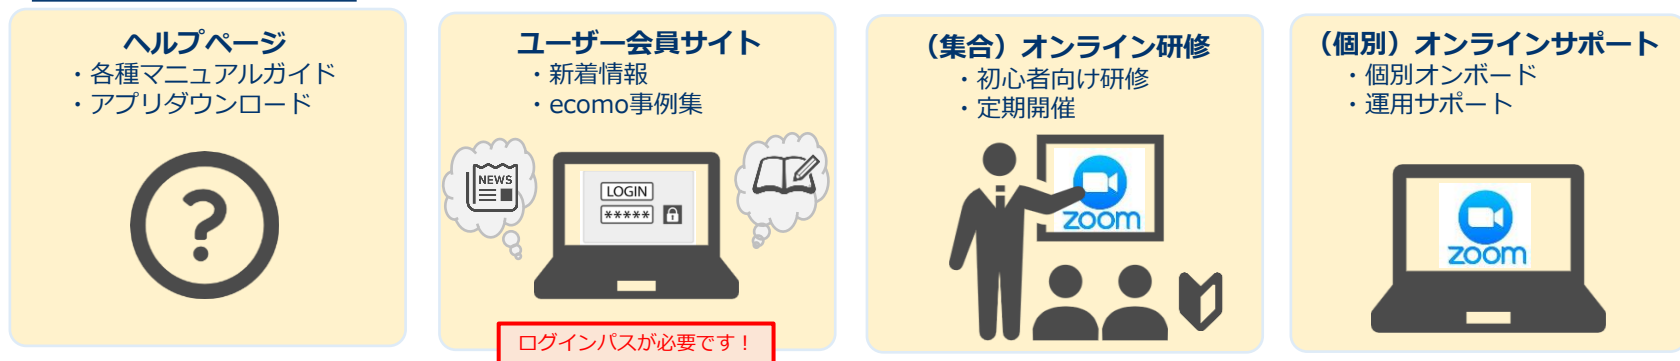 ヘルプページ
・各種マニュアルガイド
・アプリダウンロード
ユーザー会員サイト
・新着情報
・ecomo事例集
NEWS
LOGIN
*****
ログインパスが必要です！
（集合）オンライン研修
・初心者向け研修
・定期開催
zoom
（個別）オンラインサポート
・個別オンボード
・運用サポート
zoom
?